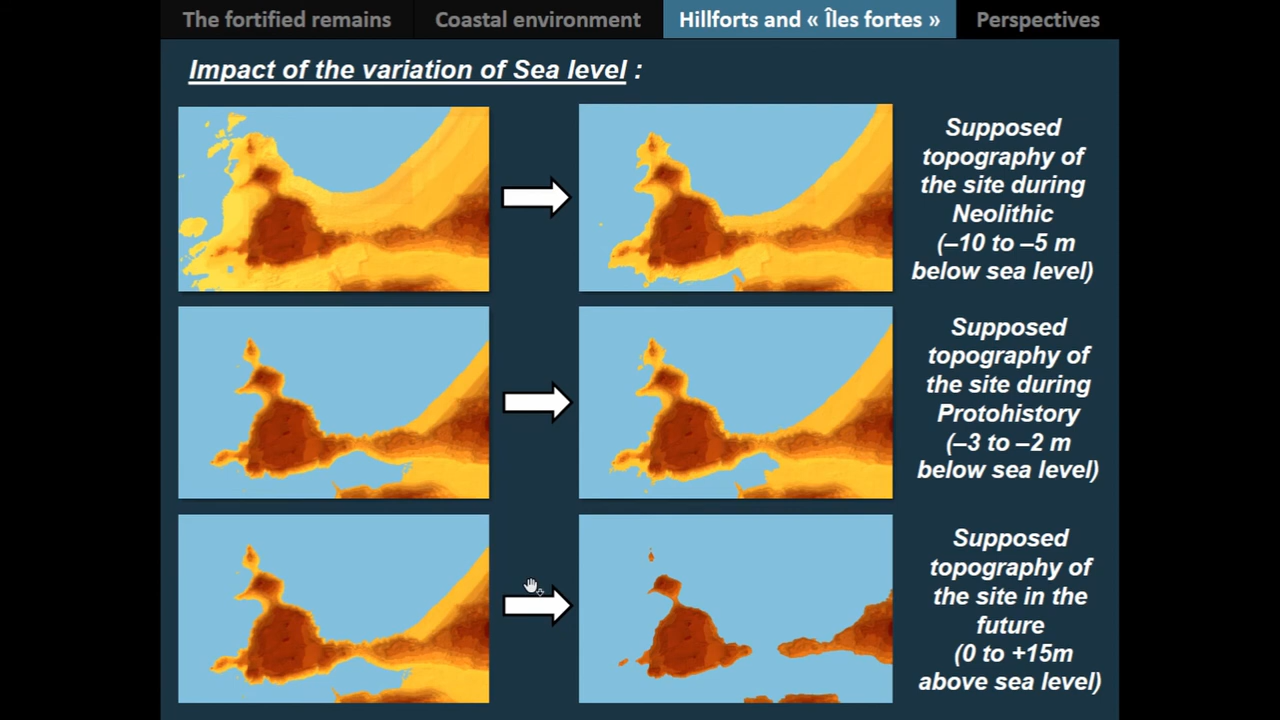 The fortified remains
Coastal environment
Hillforts and « Îles fortes »
Perspectives
Impact of the variation of Sea level :
Supposed
topography of
the site during
Neolithic
(–10 to –5 m
below sea level)
Supposed
topography of
the site during
Protohistory
(–3 to –2 m
below sea level)
Supposed
topography of
the site in the
future
(0 to +15m
above sea level)